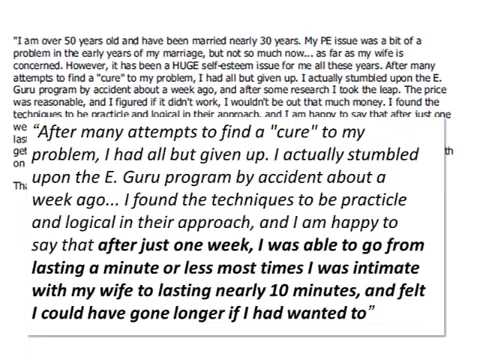 "I am over 50 years old and have been married nearly 30 years. My PE issue was a bit of a
problem in the early years of my marriage, but not so much now... as far as my wife is
concerned. However, it has been a HUGE self-esteem issue for me all these years. After many
attempts to find a "cure" to my problem, I had all but given up. I actually stumbled upon the E.
Guru program by accident about a week ago, and after some research I took the leap. The price
was reasonable, and I figured if it didn't work, I wouldn't be out that much money. I found the
techniques to be practicle and logical in their approach, and I am happy to say that after just one
we
last
get
on
“After many attempts to find a "cure" to my
problem, I had all but given up. I actually stumbled
upon the E. Guru program by accident about a
week ago... I found the techniques to be practicle
and logical in their approach, and I am happy to
say that after just one week, I was able to go from
lasting a minute or less most times I was intimate
with my wife to lasting nearly 10 minutes, and felt
I could have gone longer if I had wanted to”